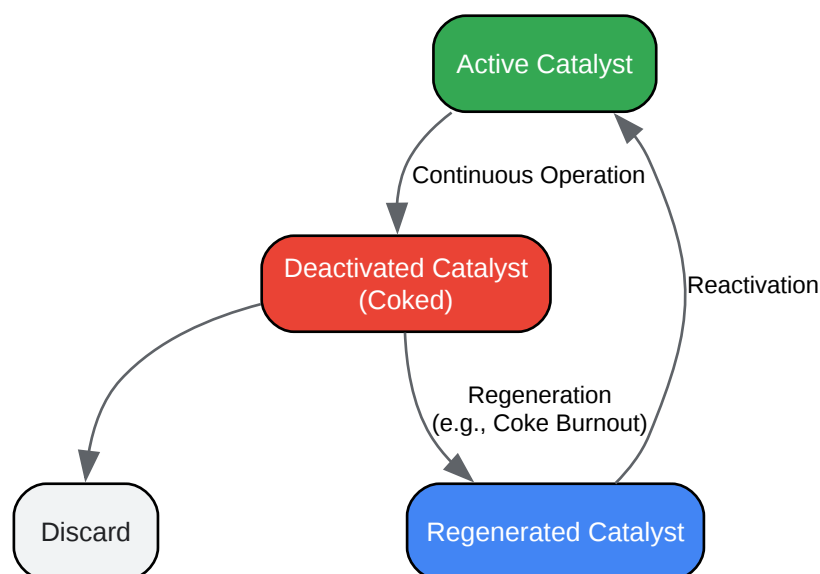 Active Catalyst
Continuous Operation
Deactivated Catalyst
(Coked)
Reactivation
Regeneration
(e.g., Coke Burnout)
Discard
Regenerated Catalyst